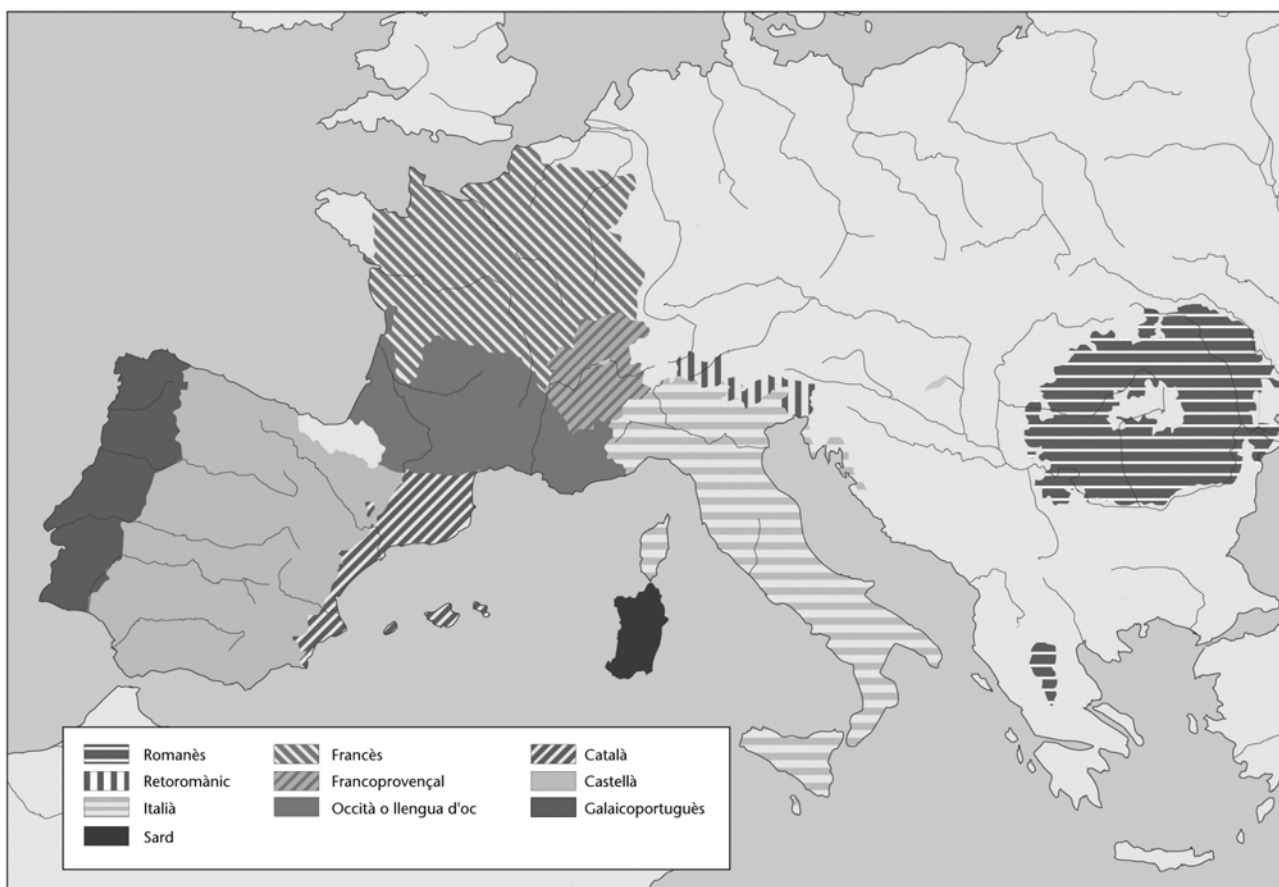 Romanès
Retoromànic
Italià
Sard
Francès
Francoprovençal
Occità o llengua d'oc
Català
Castellà
Galaicoportuguès